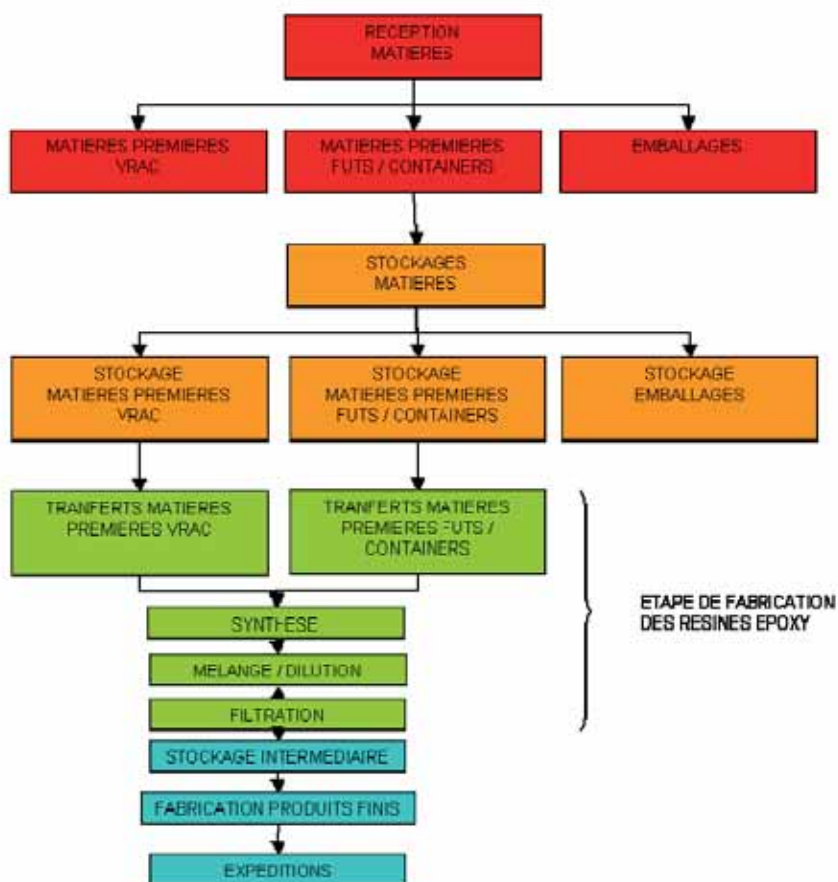 RECEPTION
MATIERES
MATIERES PREMIERES
VRAC
MATIERES PREMIERES
FUTS / CONTAINERS
EMBALLAGES
STOCKAGES
MATIERES
STOCKAGE
MATIERES PREMIERES
VRAC
STOCKAGE
MATIERES PREMIERES
FUTS / CONTAINERS
STOCKAGE
EMBALLAGES
TRANFERTS MATIERES
PREMIERES VRAC
TRANFERTS MATIERES
PREMIERES FUTS /
CONTAINERS
ETAPE DE FABRICATION
DES RESINES EPOXY
SYNTHESE
MELANGE / DILUTION
FILTRATION
STOCKAGE INTERMEDIAIRE
FABRICATION PRODUITS FINIS
EXPEDITIONS